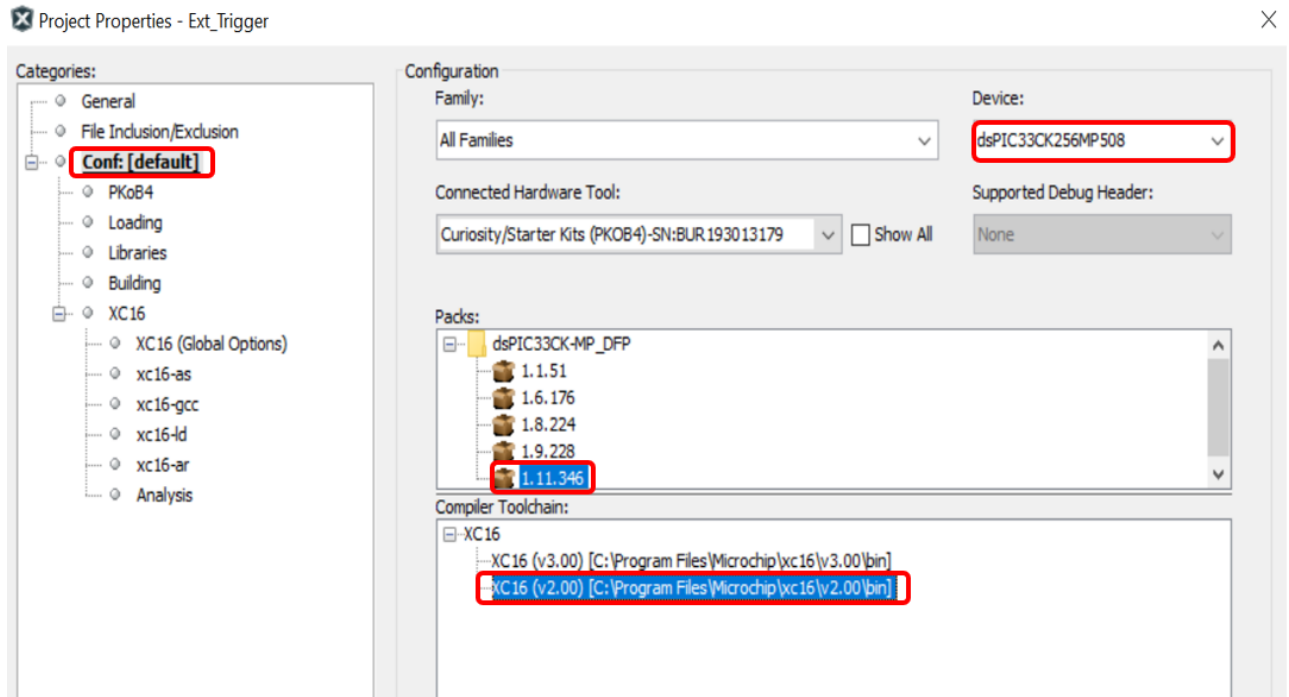 Project Properties - Ext_Trigger
Categories:
General
File Inclusion/Exclusion
Conf: [default]
PKoB4
Loading
Libraries
Building
XC16
XC16 (Global Options)
xc16-as
xc16-gcc
xc16-ld
xc16-ar
Analysis
Configuration
Family:
Device:
All Families
dsPIC33CK256MP508
Connected Hardware Tool:
Supported Debug Header:
Curiosity/Starter Kits (PKOB4)-SN:BUR193013179
Show All
None
Packs:
dsPIC33CK-MP_DFP
1.1.51
1.6.176
1.8.224
1.9.228
1.11.346
Compiler Toolchain:
XC16
XC16 (v3.00) [C:\Program Files\Microchip\xc16\v3.00\bin]
XC16 (v2.00) [C:\Program Files\Microchip\xc16\v2.00\bin]